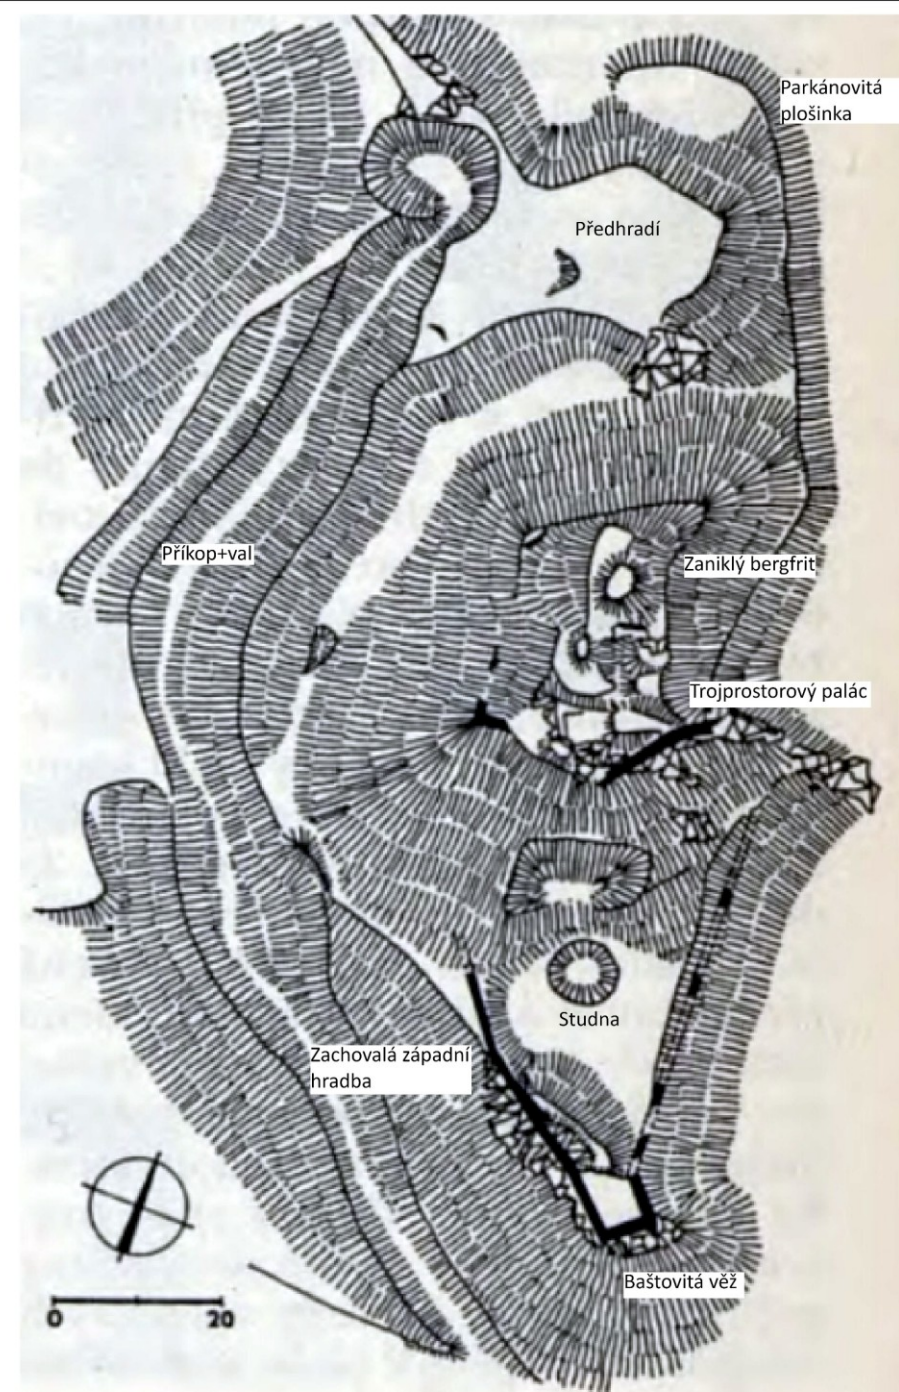 Parkánovitá
plošinka
Předhradí
Příkop+val
Zaniklý bergfrit
Trojprostorový palác
Studna
Zachovalá západní
hradba
Baštovitá věž
0 20